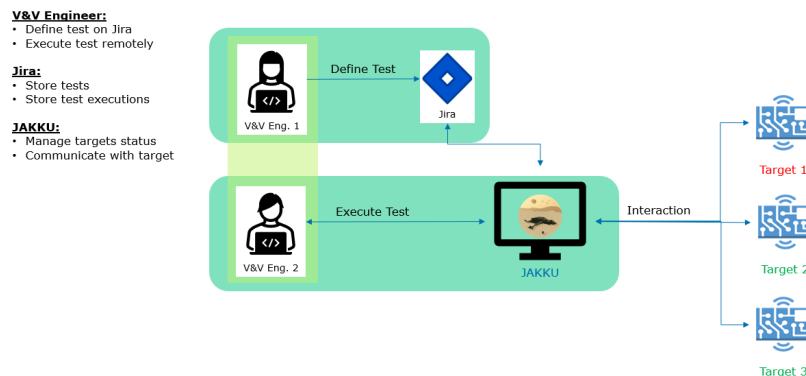 V&V Engineer:
• Define test on Jira
• Execute test remotely
Jira:
• Store tests
• Store test executions
JAKKU:
• Manage targets status
• Communicate with target
Define Test
</>
V&V Eng. 1
Jira
Target 1
Execute Test
Interaction
</>
V&V Eng. 2
JAKKU
Target 2
Target 3